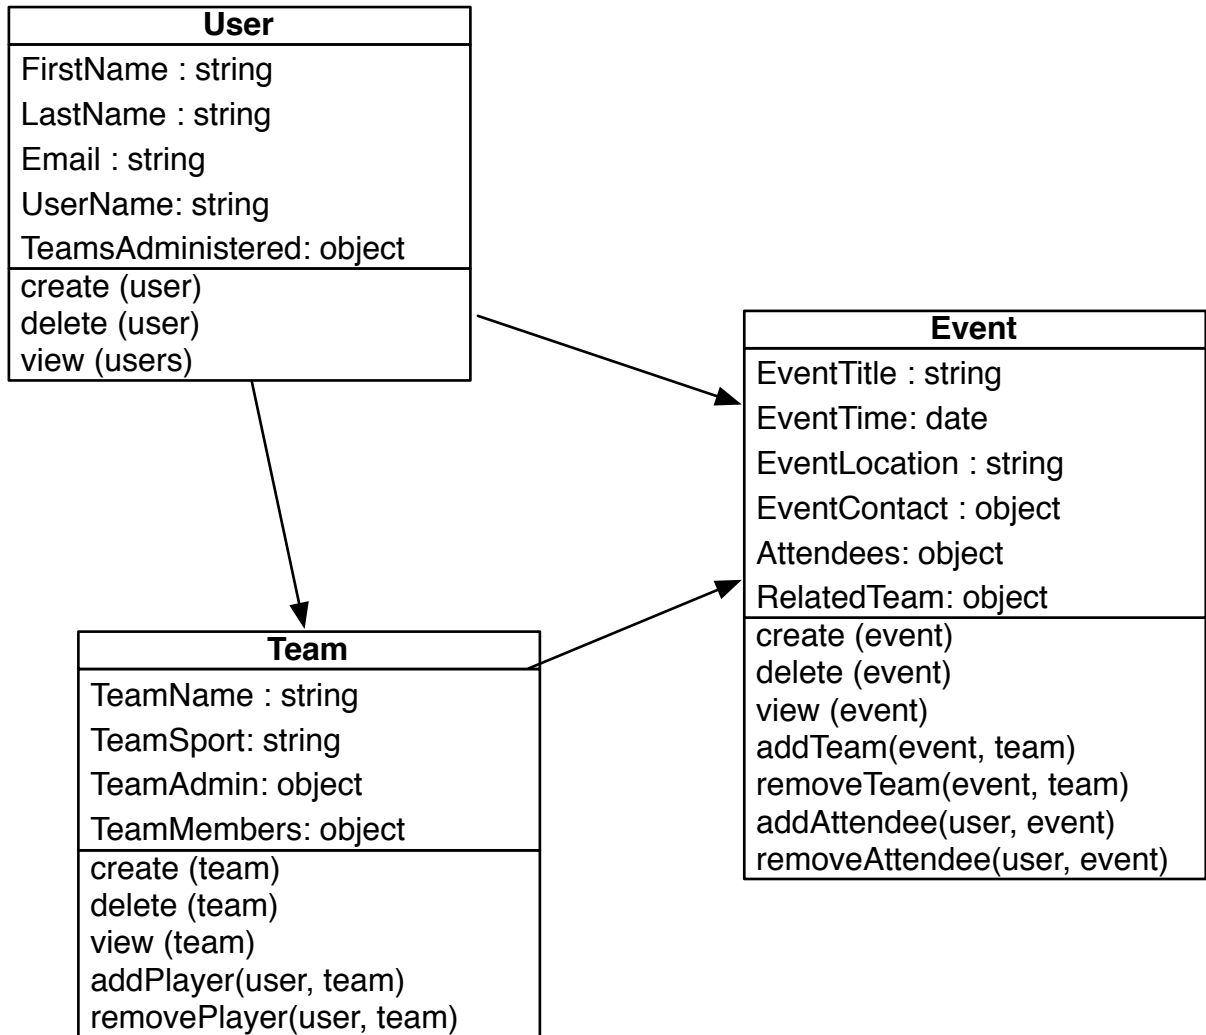 User
FirstName : string
LastName : string
Email : string
UserName: string
TeamsAdministered: object
create (user)
delete (user)
view (users)
Event
EventTitle : string
EventTime: date
EventLocation : string
EventContact : object
Attendees: object
RelatedTeam: object
create (event)
delete (event)
view (event)
addTeam(event, team)
removeTeam(event, team)
addAttendee(user, event)
removeAttendee(user, event)
Team
TeamName : string
TeamSport: string
TeamAdmin: object
TeamMembers: object
create (team)
delete (team)
view (team)
addPlayer(user, team)
removePlayer(user, team)